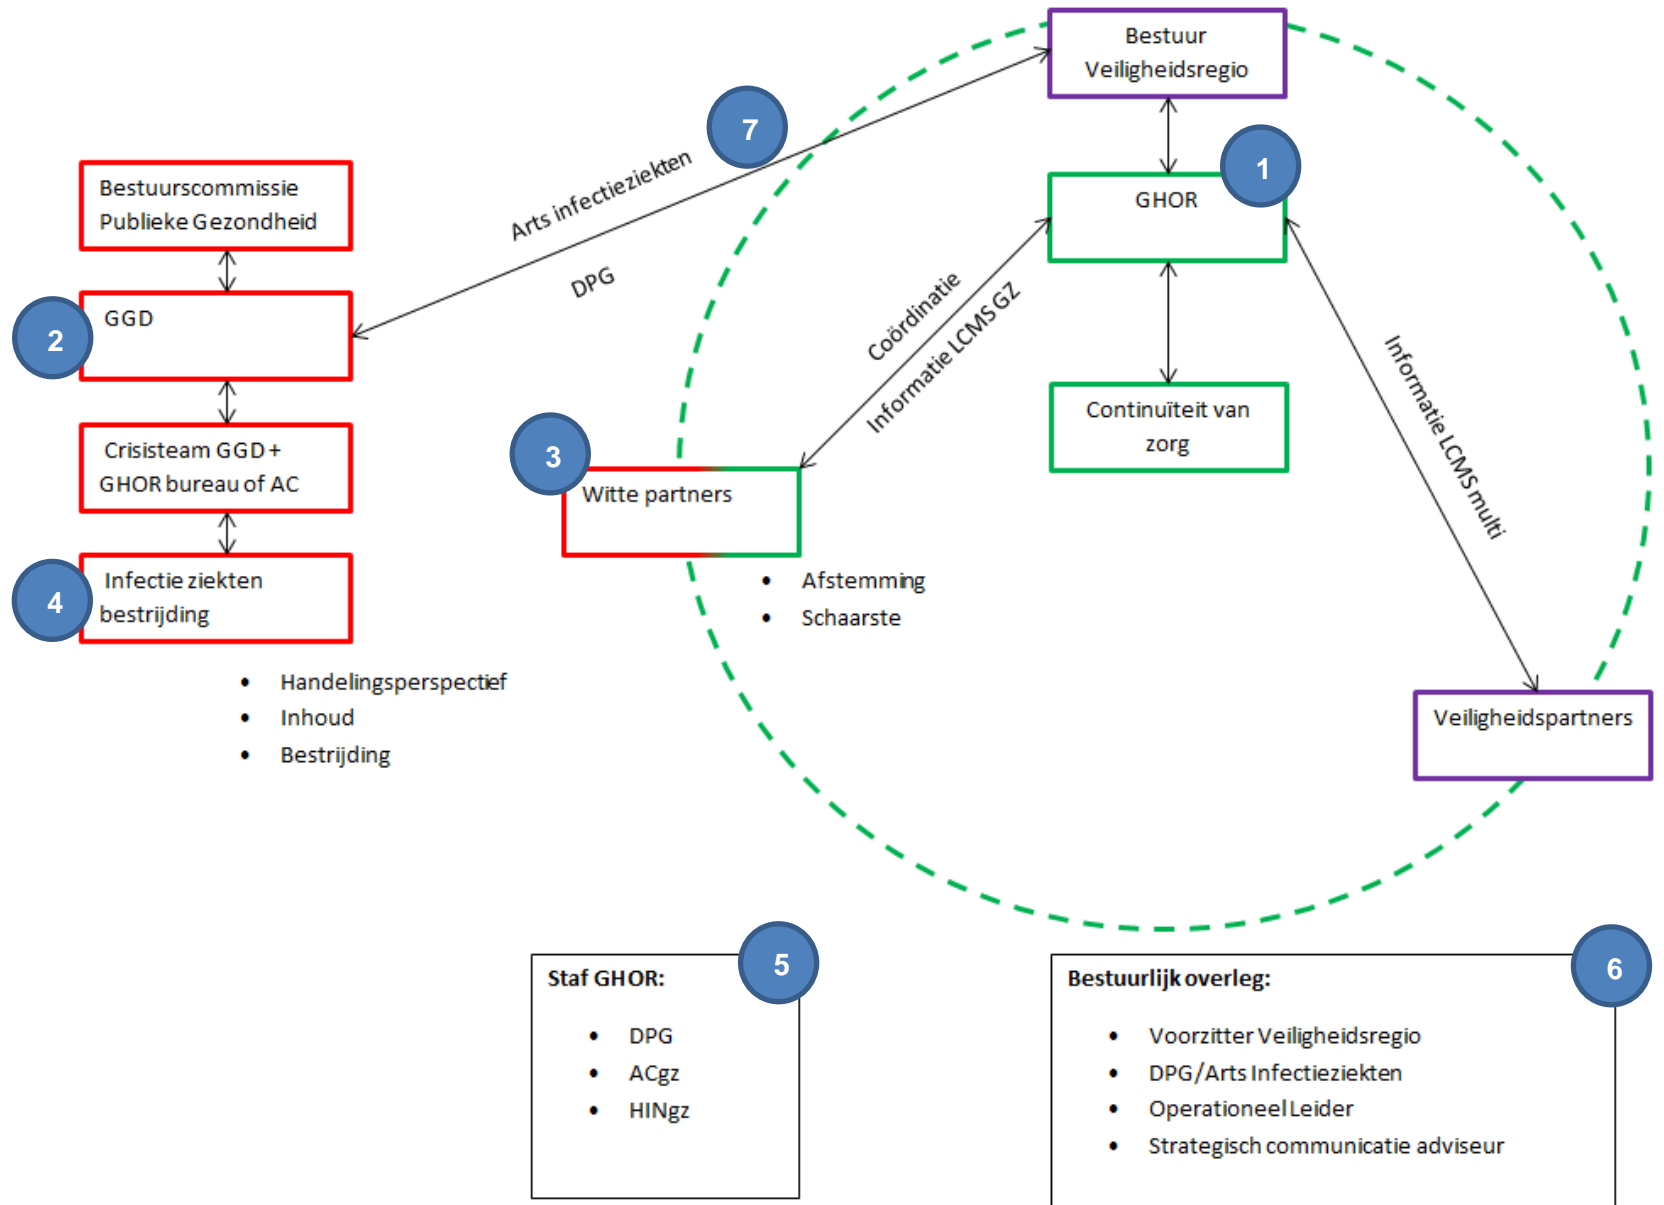 Bestuur
Veiligheidsregio
7
1
GHOR
Arts infectieziekten
DPG
Bestuurscommissie
Publieke Gezondheid
2
GGD
Crisisteam GGD +
GHOR bureau of AC
4
Infectie ziekten
bestrijding
• Handelingsperspectief
• Inhoud
• Bestrijding
Coördinatie
Informatie LCMS GZ
Continuïteit van
zorg
Informatie LCMS multi
3
Witte partners
• Afstemming
• Schaarste
Veiligheidspartners
5
Staf GHOR:
• DPG
• ACgz
• HINgz
6
Bestuurlijk overleg:
• Voorzitter Veiligheidsregio
• DPG/Arts Infectieziekten
• Operationeel Leider
• Strategisch communicatie adviseur